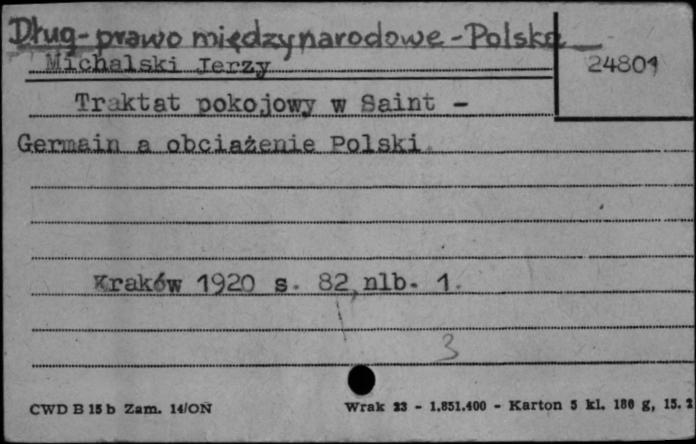 Dług - prawo międzynarodowe - Polska
Michalski Jerzy
24801
Traktat pokojowy w Saint -
Germain a obciążenie Polski
Kraków 1920 s. 82, nlb. 1.
3
CWD B 15 b Zam. 14/ON Wrak 23 - 1.851.400 - Karton 5 kl. 180 g, 15. 2